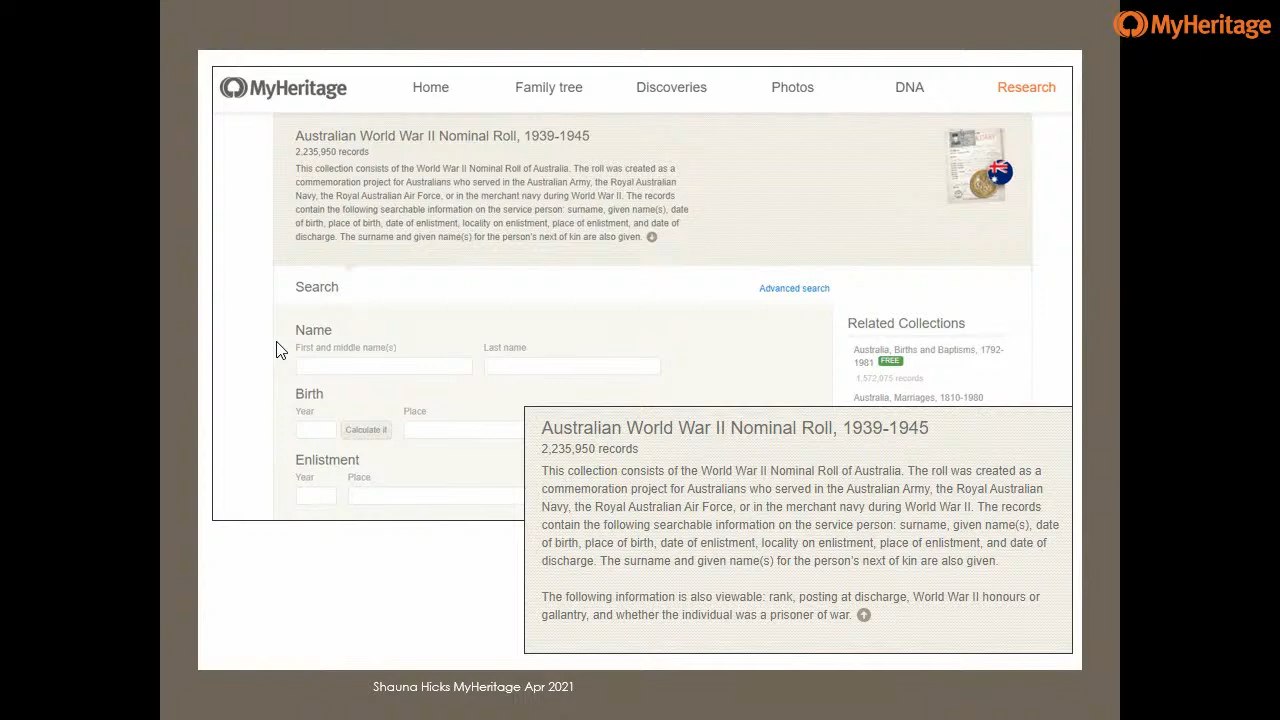 MyHeritage
MyHeritage Home Family tree Discoveries Photos DNA Research
Australian World War II Nominal Roll, 1939-1945
2,235,950 records
This collection consists of the World War II Nominal Roll of Australia. The roll was created as a
commemoration project for Australians who served in the Australian Army, the Royal Australian
Navy, the Royal Australian Air Force, or in the merchant navy during World War II. The records
contain the following searchable information on the service person: surname, given name(s), date
of birth, place of birth, date of enlistment, locality on enlistment, place of enlistment, and date of
discharge. The surname and given name(s) for the person's next of kin are also given.
Search Advanced search
Name
First and middle name(s) Last name
Birth
Year Place
Calculate it
Enlistment
Year Place
Related Collections
Australia, Births and Baptisms, 1792-
1981 FREE
1,572,075 records
Australia, Marriages, 1810-1980
Australian World War II Nominal Roll, 1939-1945
2,235,950 records
This collection consists of the World War II Nominal Roll of Australia. The roll was created as a
commemoration project for Australians who served in the Australian Army, the Royal Australian
Navy, the Royal Australian Air Force, or in the merchant navy during World War II. The records
contain the following searchable information on the service person: surname, given name(s), date
of birth, place of birth, date of enlistment, locality on enlistment, place of enlistment, and date of
discharge. The surname and given name(s) for the person's next of kin are also given.
The following information is also viewable: rank, posting at discharge, World War II honours or
gallantry, and whether the individual was a prisoner of war.
Shauna Hicks MyHeritage Apr 2021